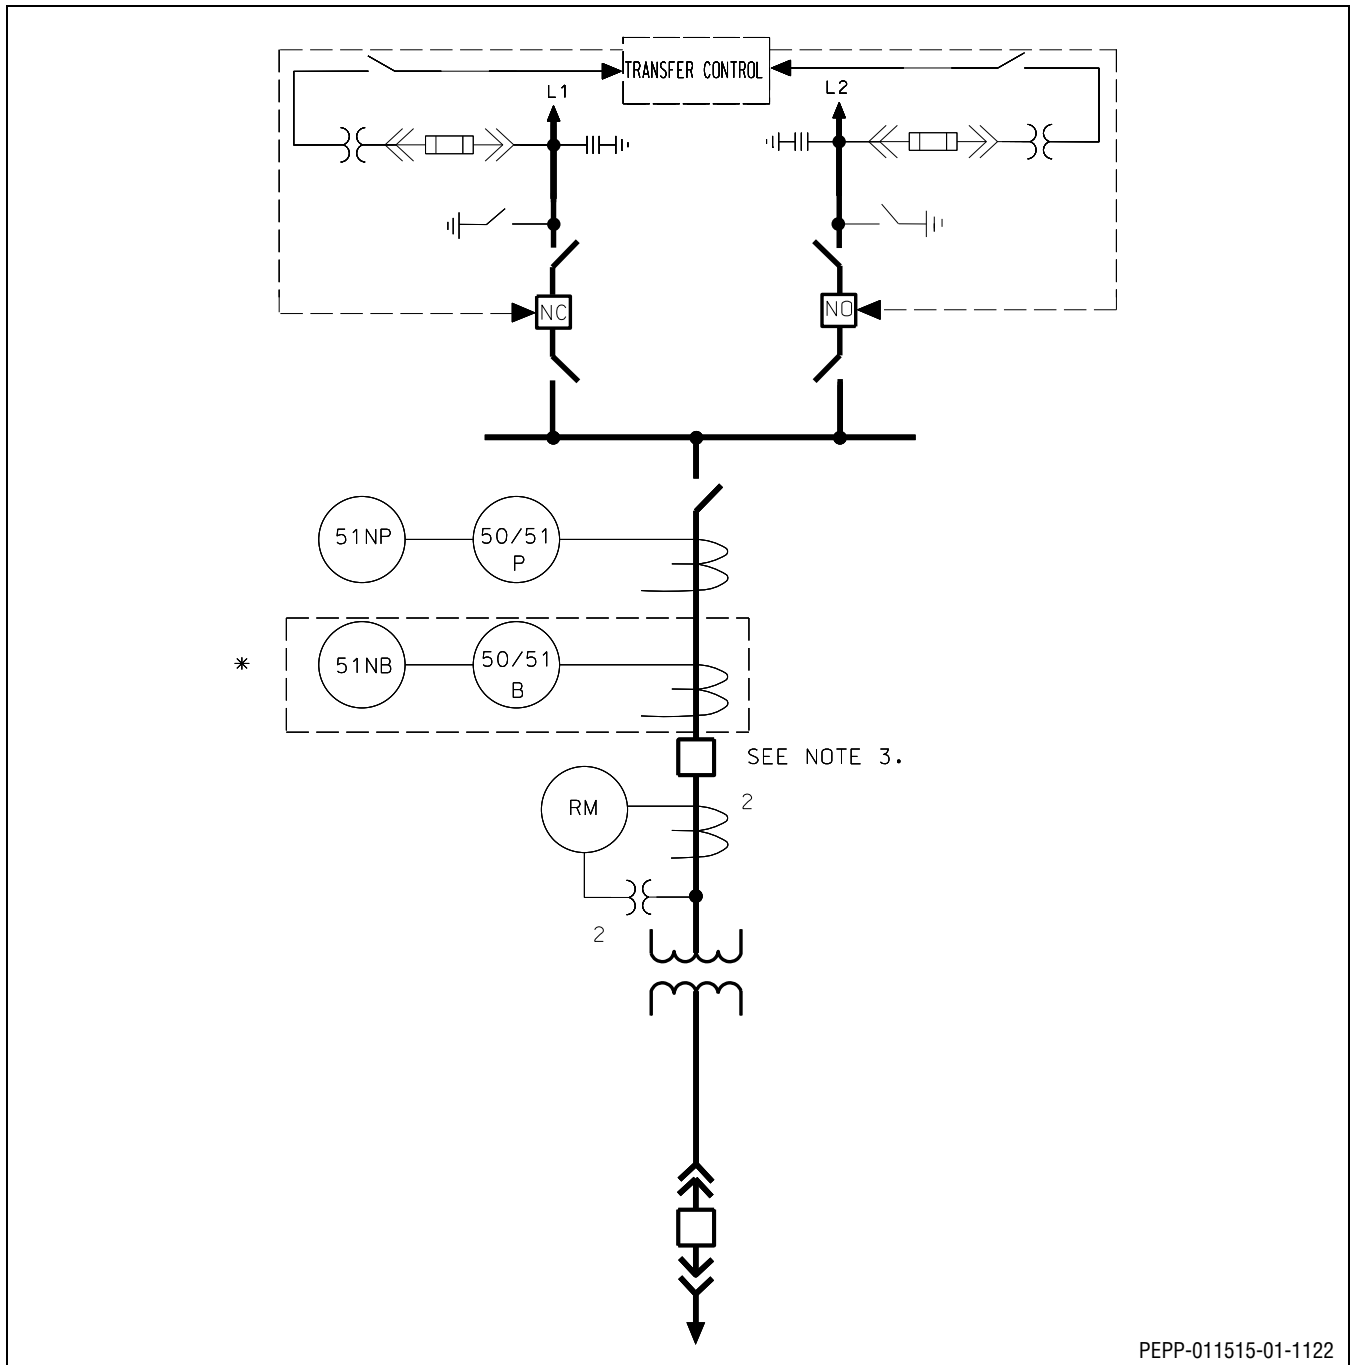 TRANSFER CONTROL
L1
L2
NC
NO
51NP
50/51
P
*
51NB
50/51
B
SEE NOTE 3.
RM
2
2
PEPP-011515-01-1122